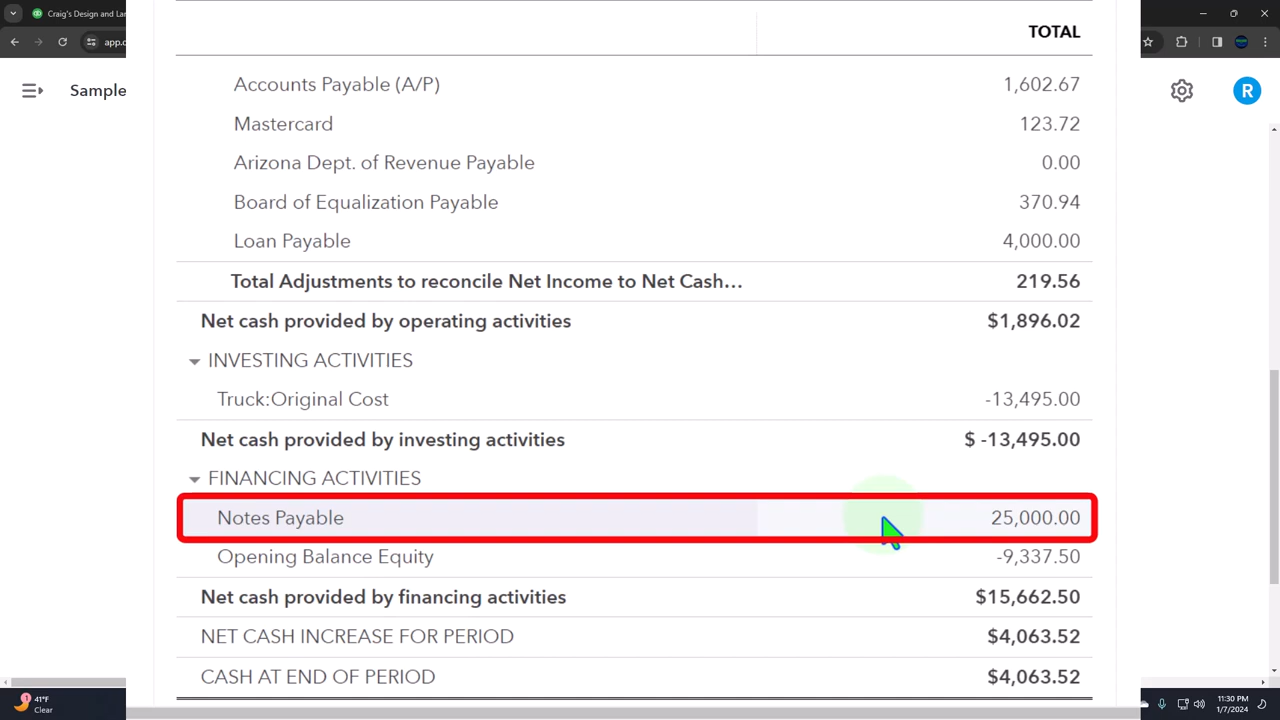 Craig's Design and Lan
app.c
TOTAL
Sample
R
Accounts Payable (A/P) 1,602.67
Mastercard 123.72
Arizona Dept. of Revenue Payable 0.00
Board of Equalization Payable 370.94
Loan Payable 4,000.00
Total Adjustments to reconcile Net Income to Net Cash… 219.56
Net cash provided by operating activities $1,896.02
INVESTING ACTIVITIES
Truck:Original Cost -13,495.00
Net cash provided by investing activities $ -13,495.00
FINANCING ACTIVITIES
Notes Payable 25,000.00
Opening Balance Equity -9,337.50
Net cash provided by financing activities $15,662.50
NET CASH INCREASE FOR PERIOD $4,063.52
CASH AT END OF PERIOD $4,063.52
1
41°F
Clear
11:30 PM
1/7/2024